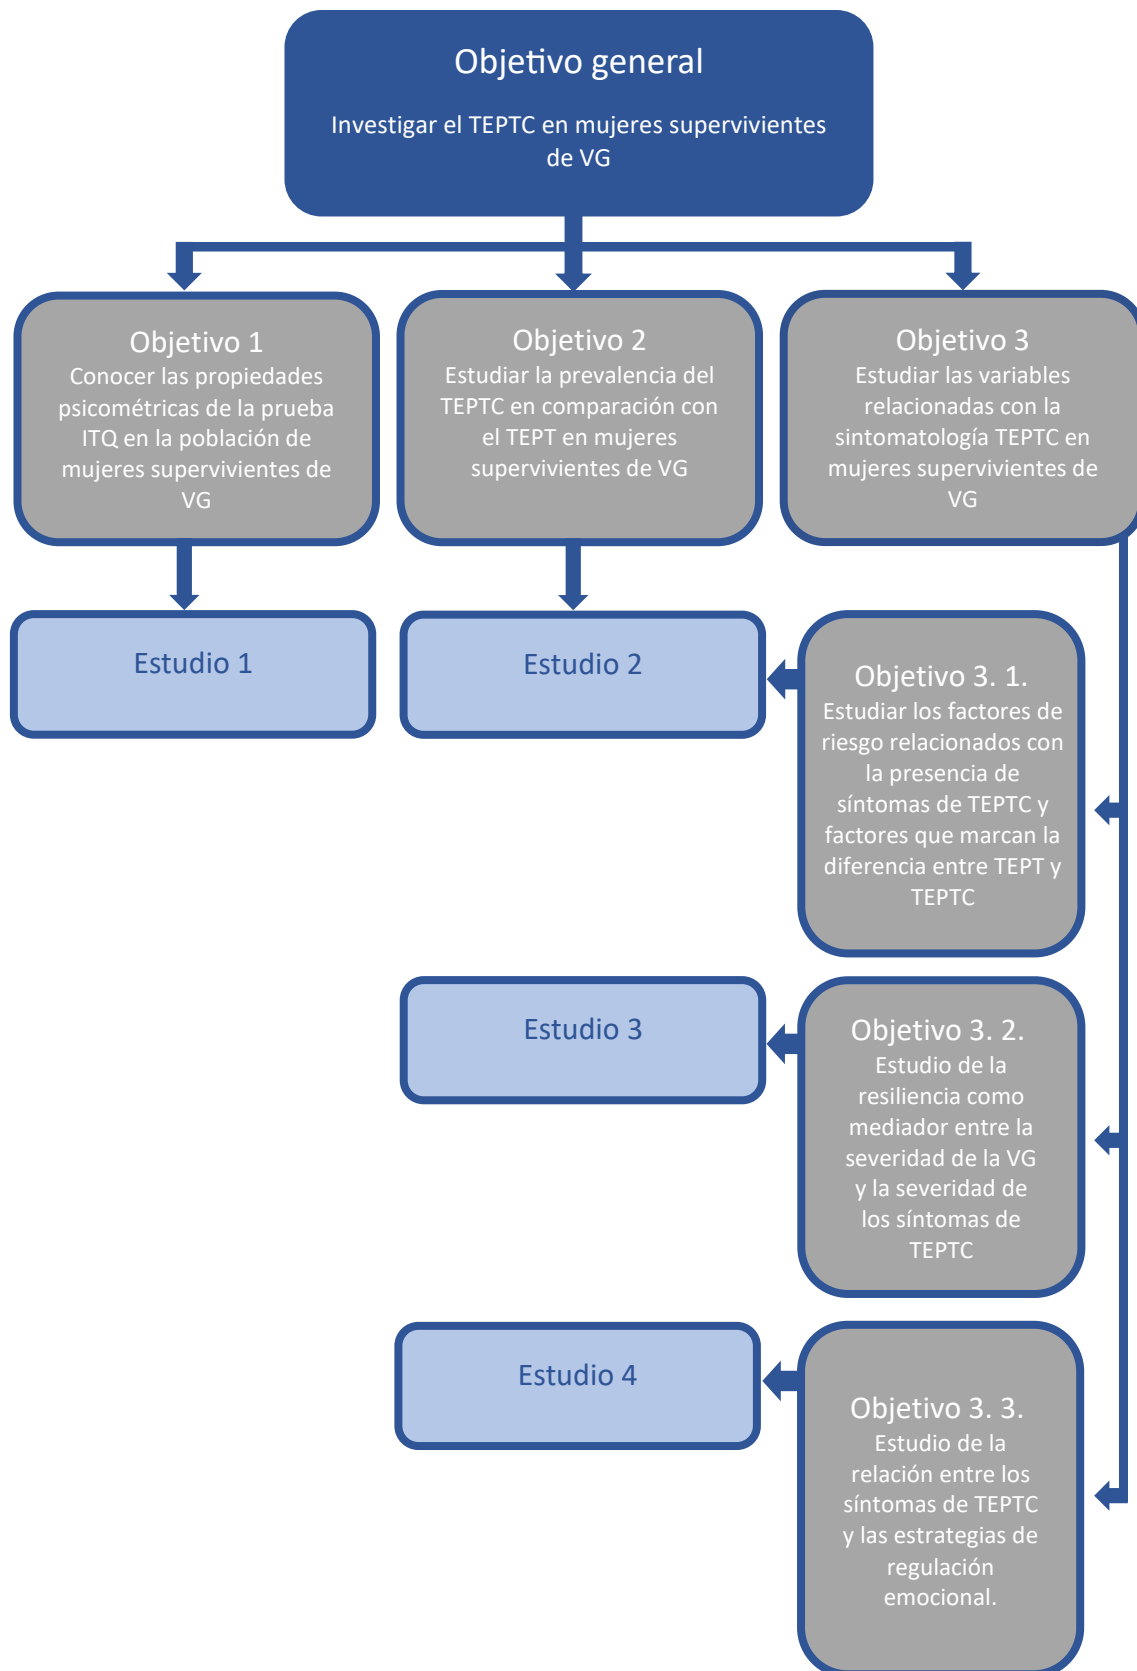 Objetivo general
Investigar el TEPTC en mujeres supervivientes
de VG
Objetivo 1
Conocer las propiedades
psicométricas de la prueba
ITQ en la población de
mujeres supervivientes de
VG
Objetivo 2
Estudiar la prevalencia del
TEPTC en comparación con
el TEPT en mujeres
supervivientes de VG
Objetivo 3
Estudiar las variables
relacionadas con la
sintomatología TEPTC en
mujeres supervivientes de
VG
Estudio 1
Estudio 2
Objetivo 3. 1.
Estudiar los factores de
riesgo relacionados con
la presencia de
síntomas de TEPTC y
factores que marcan la
diferencia entre TEPT y
TEPTC
Estudio 3
Objetivo 3. 2.
Estudio de la
resiliencia como
mediador entre la
severidad de la VG
y la severidad de
los síntomas de
TEPTC
Estudio 4
Objetivo 3. 3.
Estudio de la
relación entre los
síntomas de TEPTC
y las estrategias de
regulación
emocional.